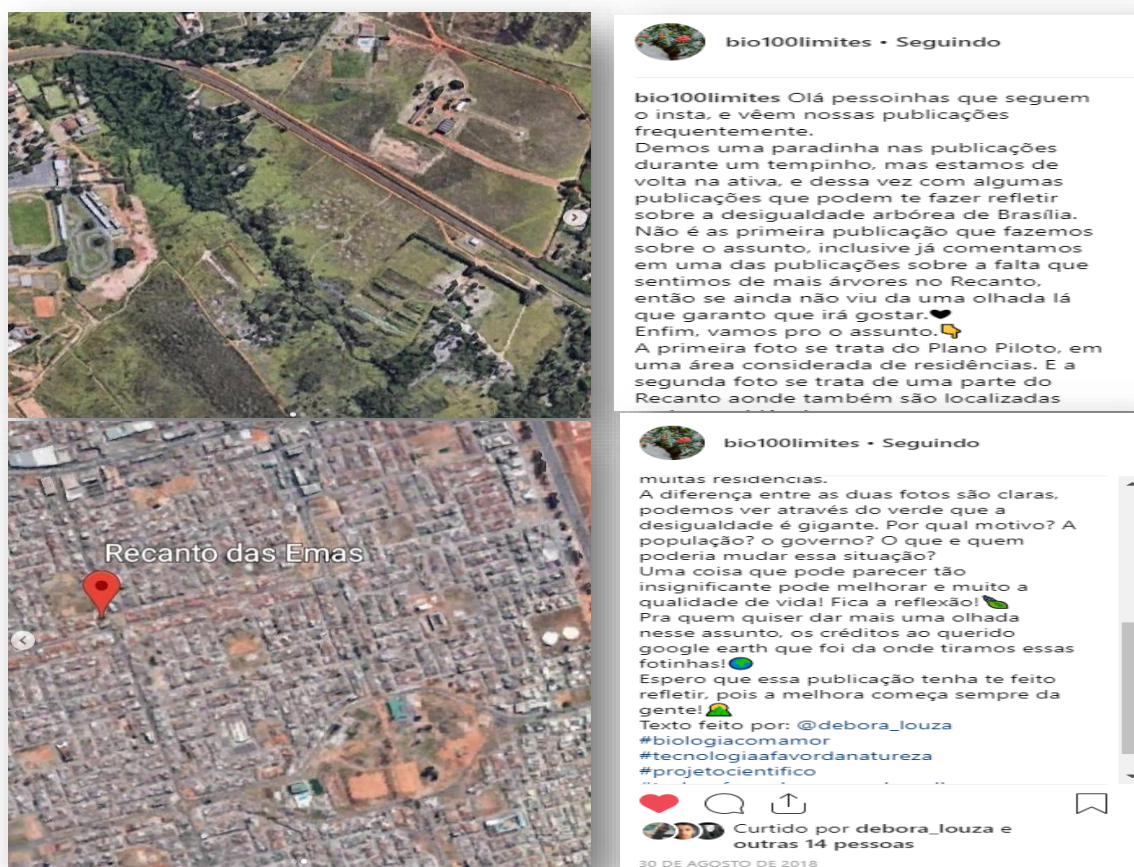 bio100limites • Seguindo
bio100limites Olá pessoinhas que seguem
o insta, e vêem nossas publicações
frequentemente.
Demos uma paradinha nas publicações
durante um tempinho, mas estamos de
volta na ativa, e dessa vez com algumas
publicações que podem te fazer refletir
sobre a desigualdade arbórea de Brasília.
Não é as primeira publicação que fazemos
sobre o assunto, inclusive já comentamos
em uma das publicações sobre a falta que
sentimos de mais árvores no Recanto,
então se ainda não viu da uma olhada lá
que garanto que irá gostar.🖤
Enfim, vamos pro o assunto.👇
A primeira foto se trata do Plano Piloto, em
uma área considerada de residências. E a
segunda foto se trata de uma parte do
Recanto aonde também são localizadas
Recanto das Emas
bio100limites • Seguindo
muitas residências.
A diferença entre as duas fotos são claras,
podemos ver através do verde que a
desigualdade é gigante. Por qual motivo? A
população? o governo? O que e quem
poderia mudar essa situação?
Uma coisa que pode parecer tão
insignificante pode melhorar e muito a
qualidade de vida! Fica a reflexão!
Pra quem quiser dar mais uma olhada
nesse assunto, os créditos ao querido
google earth que foi da onde tiramos essas
fotinhas!
Espero que essa publicação tenha te feito
refletir, pois a melhora começa sempre da
gente!
Texto feito por: @debora_louza
#biologiacomamor
#tecnologiaafavordanatureza
#projetocientifico
Curtido por debora_louza e
outras 14 pessoas
30 DE AGOSTO DE 2018